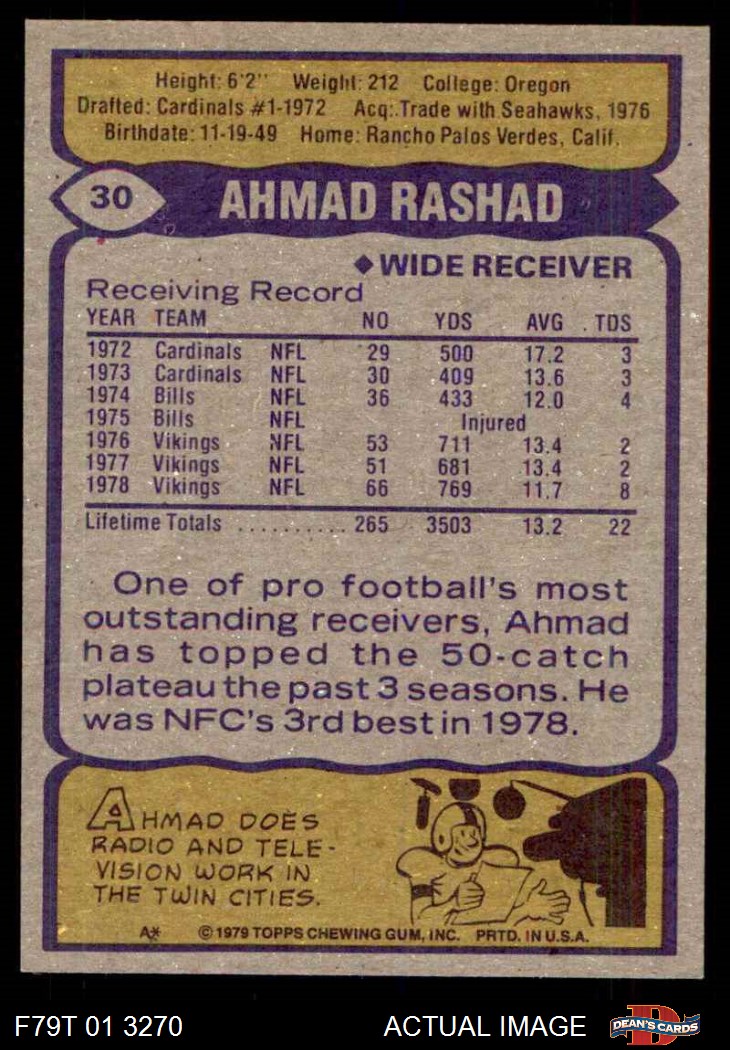 Height: 6'2" Weight: 212 College: Oregon
Drafted: Cardinals #1-1972 Acq: Trade with Seahawks, 1976
Birthdate: 11-19-49 Home: Rancho Palos Verdes, Calif.
30 AHMAD RASHAD
◆WIDE RECEIVER
Receiving Record
YEAR TEAM NO YDS AVG TDS
1972 Cardinals NFL 29 500 17.2 3
1973 Cardinals NFL 30 409 13.6 3
1974 Bills NFL 36 433 12.0 4
1975 Bills NFL Injured
1976 Vikings NFL 53 711 13.4 2
1977 Vikings NFL 51 681 13.4 2
1978 Vikings NFL 66 769 11.7 8
Lifetime Totals .......... 265 3503 13.2 22
One of pro football's most
outstanding receivers, Ahmad
has topped the 50-catch
plateau the past 3 seasons. He
was NFC's 3rd best in 1978.
AHMAD DOES
RADIO AND TELE-
VISION WORK IN
THE TWIN CITIES.
A* © 1979 TOPPS CHEWING GUM, INC. PRTD. IN U.S.A.
F79T 01 3270 ACTUAL IMAGE D DEAN'S CARDS